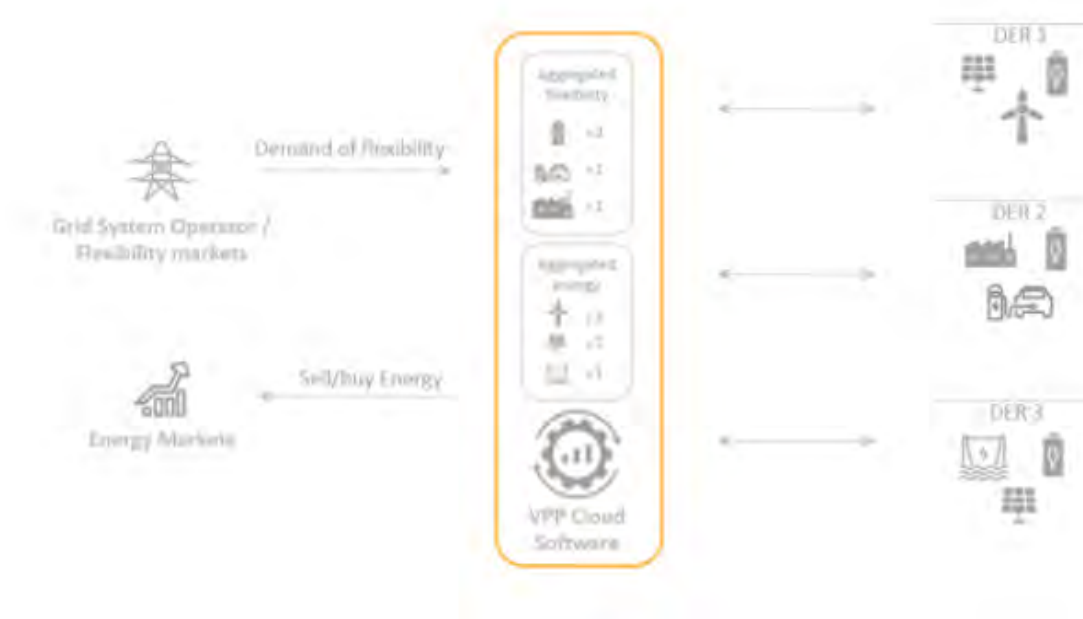 Demand of flexibility
Grid System Operator /
Flexibility markets
Sell/buy Energy
Energy Markets
Aggregated
flexibility
Aggregated
energy
VPP Cloud
Software
DER 1
DER 2
DER 3